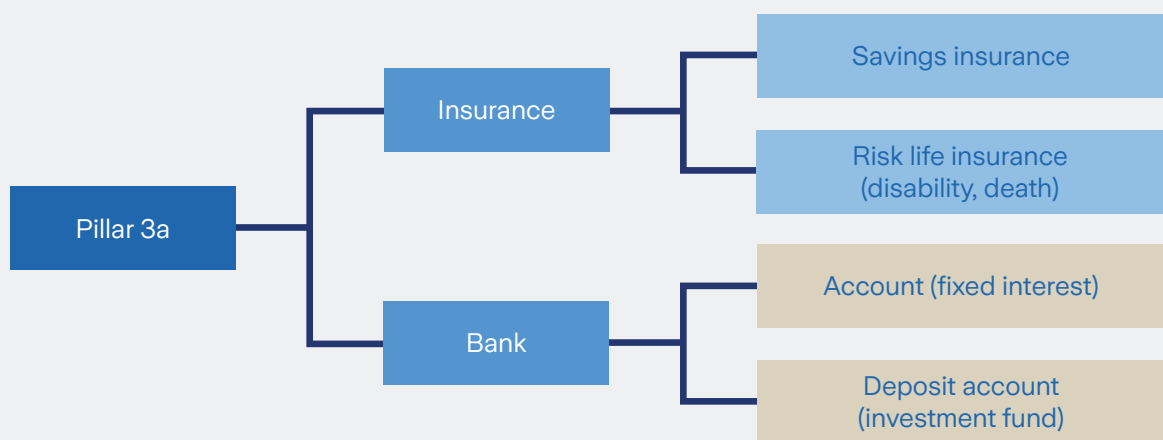 Pillar 3a
Insurance
Bank
Savings insurance
Risk life insurance
(disability, death)
Account (fixed interest)
Deposit account
(investment fund)